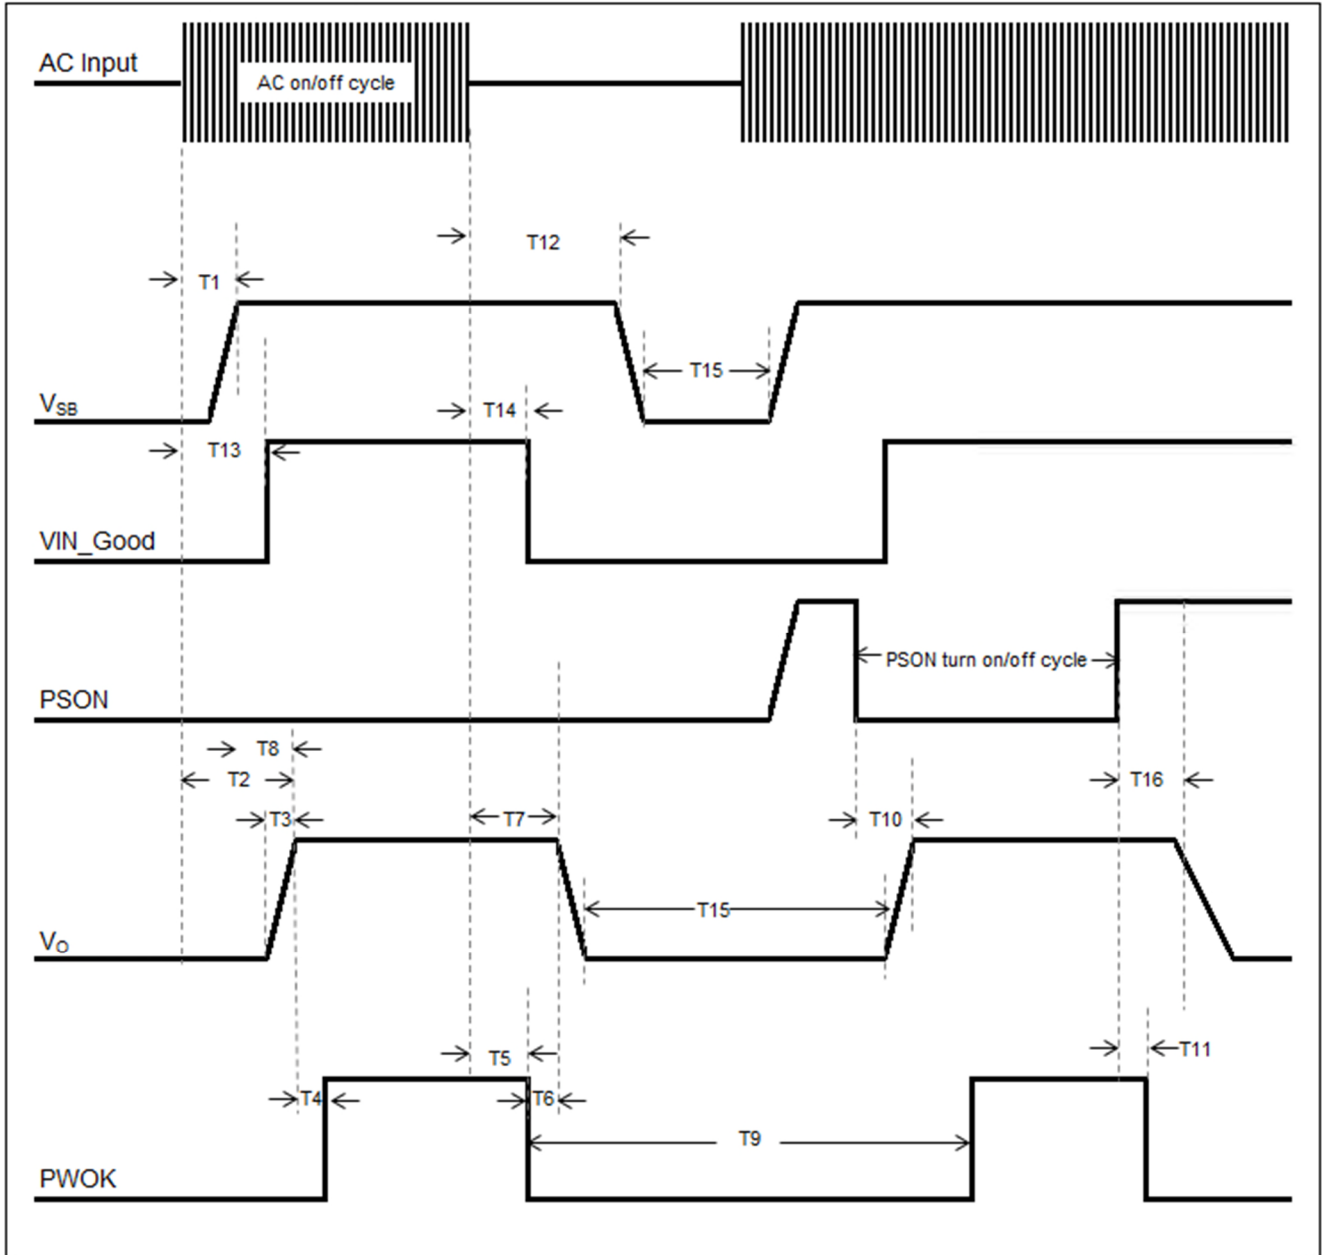 AC Input
AC on/off cycle
T12
T1
T15
VSB
T14
T13
VIN_Good
PSON turn on/off cycle
PSON
T8
T2
T16
T3
T7
T10
T15
VO
T5
T11
T4
T6
T9
PWOK